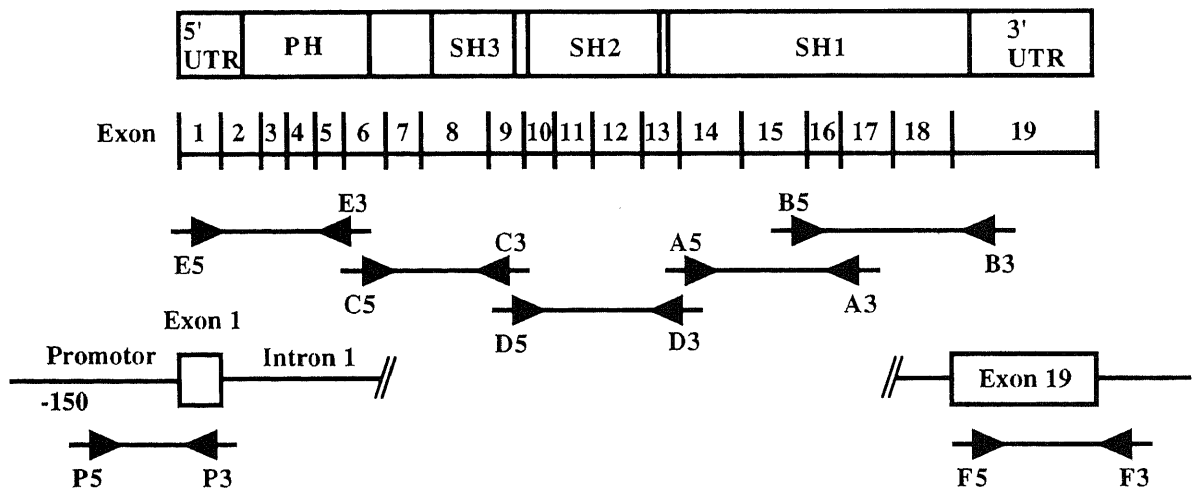 5' UTR PH SH3 SH2 SH1 3' UTR
Exon 1 2 3 4 5 6 7 8 9 10 11 12 13 14 15 16 17 18 19
E3 B5
E5 C3 A5 B3
C5 A3
Exon 1 D5 D3
Promotor Intron 1 Exon 19
-150
P5 P3 F5 F3